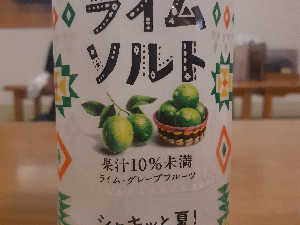 ライム
ソルト
果汁10%未満
ライム・グレープフルーツ
シャキッと夏!